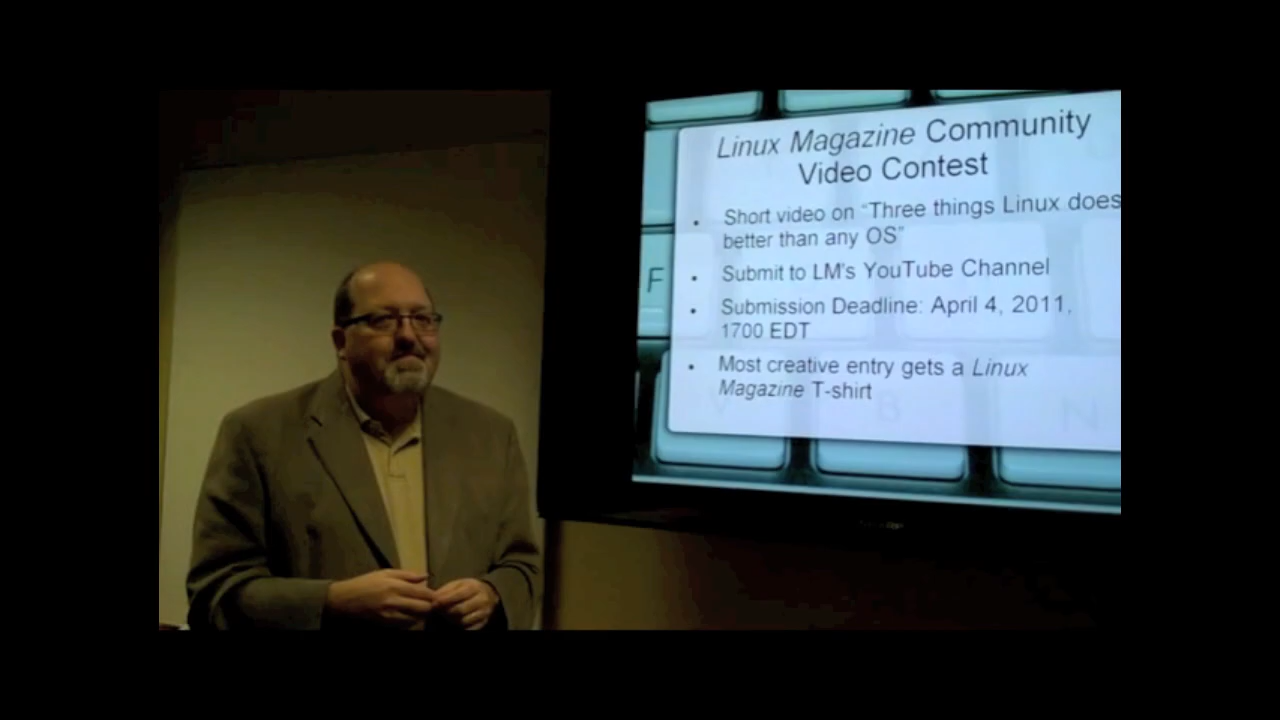 Linux Magazine Community
Video Contest
• Short video on "Three things Linux does
better than any OS"
• Submit to LM's YouTube Channel
• Submission Deadline: April 4, 2011,
1700 EDT
• Most creative entry gets a Linux
Magazine T-shirt
F
V
B
N